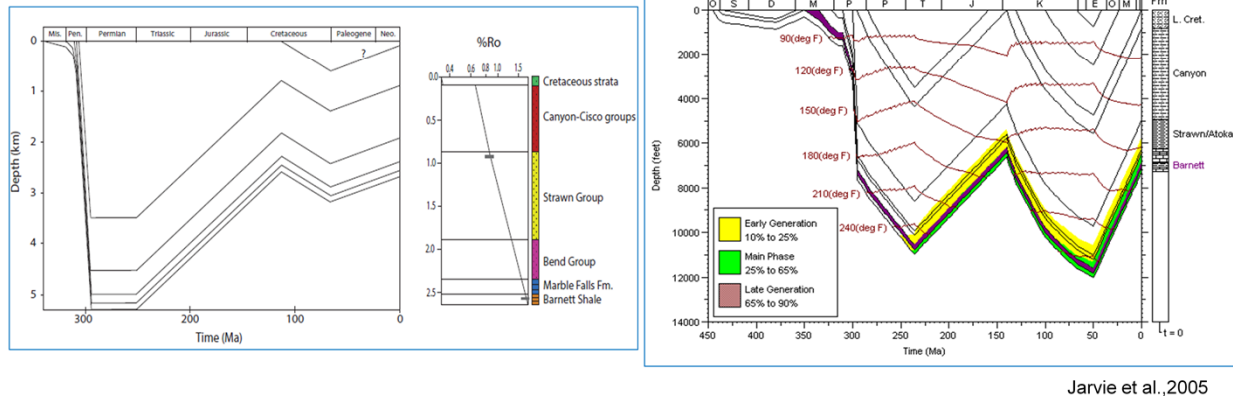 Mis. Pen. Permian Triassic Jurassic Cretaceous Paleogene Neo.
0
1
2
3
4
5
Depth (km)
?
300 200 100 0
Time (Ma)
%Ro
0.4 0.8 1.0 1.5
0.0
0.5
1.0
1.5
2.0
2.5
Cretaceous strata
Canyon-Cisco groups
Strawn Group
Bend Group
Marble Falls Fm.
Barnett Shale
O S D M P P T J K E O M
Fm
0
2000
4000
6000
8000
10000
12000
14000
Depth (feet)
90(deg F)
120(deg F)
150(deg F)
180(deg F)
210(deg F)
240(deg F)
Early Generation
10% to 25%
Main Phase
25% to 65%
Late Generation
65% to 90%
450 400 350 300 250 200 150 100 50 0
Time (Ma)
L. Cret.
Canyon
Strawn/Atoka
Barnett
t = 0
Jarvie et al.,2005